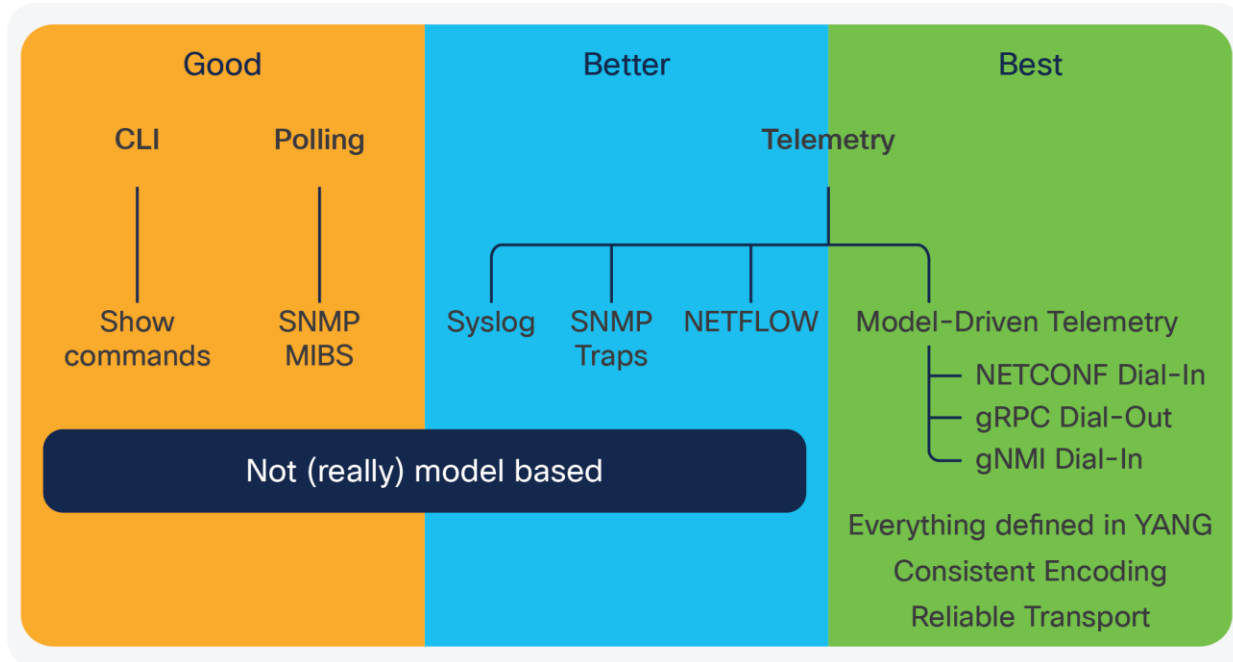 Good
Better
Best
CLI
Polling
Telemetry
Show
commands
SNMP
MIBS
Syslog
SNMP
Traps
NETFLOW
Model-Driven Telemetry
NETCONF Dial-In
gRPC Dial-Out
gNMI Dial-In
Not (really) model based
Everything defined in YANG
Consistent Encoding
Reliable Transport